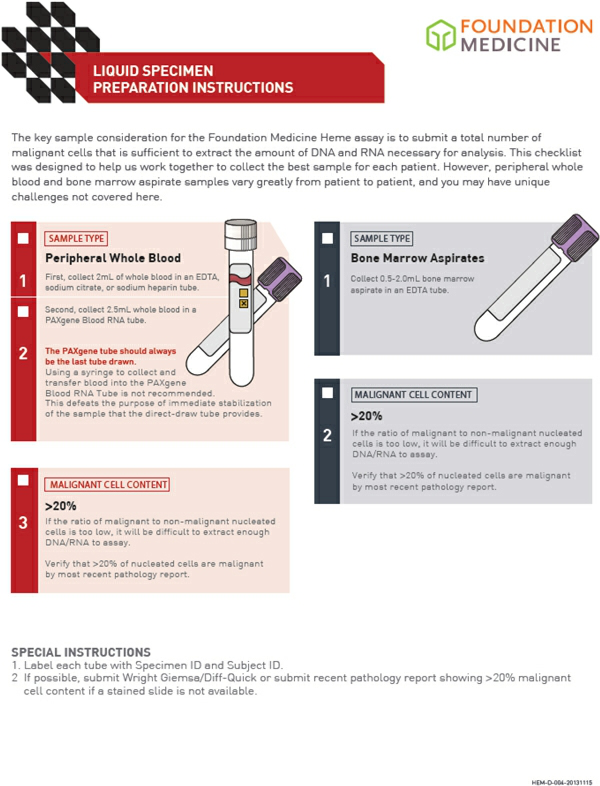 FOUNDATION
MEDICINE
LIQUID SPECIMEN
PREPARATION INSTRUCTIONS
The key sample consideration for the Foundation Medicine Heme assay is to submit a total number of
malignant cells that is sufficient to extract the amount of DNA and RNA necessary for analysis. This checklist
was designed to help us work together to collect the best sample for each patient. However, peripheral whole
blood and bone marrow aspirate samples vary greatly from patient to patient, and you may have unique
challenges not covered here.
1
SAMPLE TYPE
Peripheral Whole Blood
First, collect 2mL of whole blood in an EDTA,
sodium citrate, or sodium heparin tube.
2
Second, collect 2.5mL whole blood in a
PAXgene Blood RNA tube.
The PAXgene tube should always
be the last tube drawn.
Using a syringe to collect and
transfer blood into the PAXgene
Blood RNA Tube is not recommended.
This defeats the purpose of immediate stabilization
of the sample that the direct-draw tube provides.
3
MALIGNANT CELL CONTENT
>20%
If the ratio of malignant to non-malignant nucleated
cells is too low, it will be difficult to extract enough
DNA/RNA to assay.
Verify that >20% of nucleated cells are malignant
by most recent pathology report.
1
SAMPLE TYPE
Bone Marrow Aspirates
Collect 0.5-2.0mL bone marrow
aspirate in an EDTA tube.
2
MALIGNANT CELL CONTENT
>20%
If the ratio of malignant to non-malignant nucleated
cells is too low, it will be difficult to extract enough
DNA/RNA to assay.
Verify that >20% of nucleated cells are malignant
by most recent pathology report.
SPECIAL INSTRUCTIONS
1. Label each tube with Specimen ID and Subject ID.
2 If possible, submit Wright Giemsa/Diff-Quick or submit recent pathology report showing >20% malignant
cell content if a stained slide is not available.
HEM-D-004-20131115